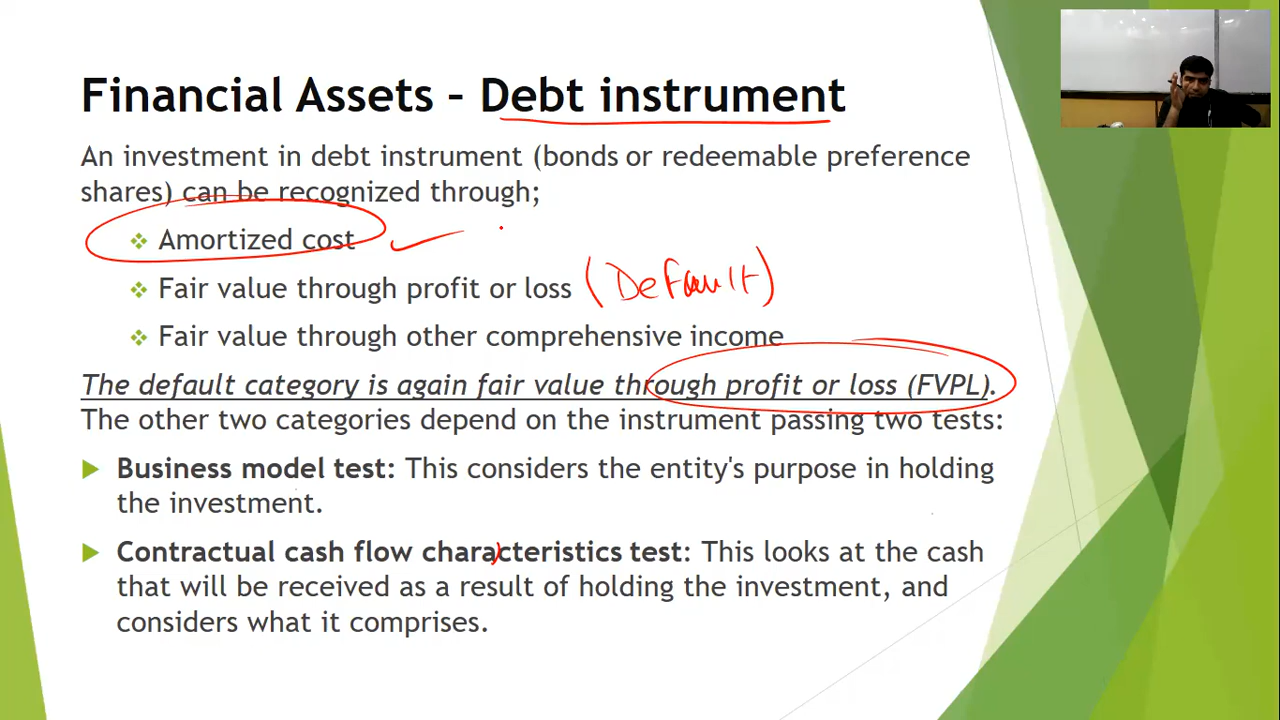 Financial Assets – Debt instrument
An investment in debt instrument (bonds or redeemable preference
shares) can be recognized through;
Amortized cost
Fair value through profit or loss (Default)
Fair value through other comprehensive income
The default category is again fair value through profit or loss (FVPL).
The other two categories depend on the instrument passing two tests:
Business model test: This considers the entity's purpose in holding
the investment.
Contractual cash flow characteristics test: This looks at the cash
that will be received as a result of holding the investment, and
considers what it comprises.